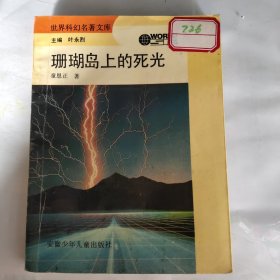 世界科幻名著文库
主编 叶永烈
WOR
726
珊瑚岛上的死光
童恩正 著
安徽少年儿童出版社